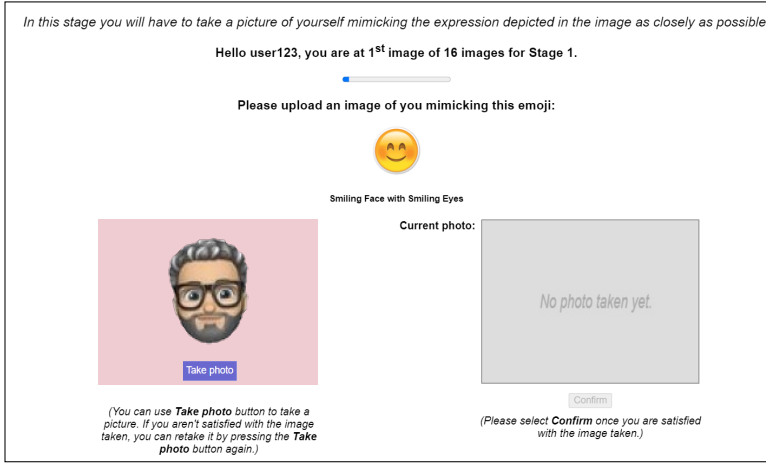 In this stage you will have to take a picture of yourself mimicking the expression depicted in the image as closely as possible
Hello user123, you are at 1st image of 16 images for Stage 1.
Please upload an image of you mimicking this emoji:
Smiling Face with Smiling Eyes
Current photo:
No photo taken yet.
Take photo
Confirm
(You can use Take photo button to take a
picture. If you aren't satisfied with the image
taken, you can retake it by pressing the Take
photo button again.)
(Please select Confirm once you are satisfied
with the image taken.)